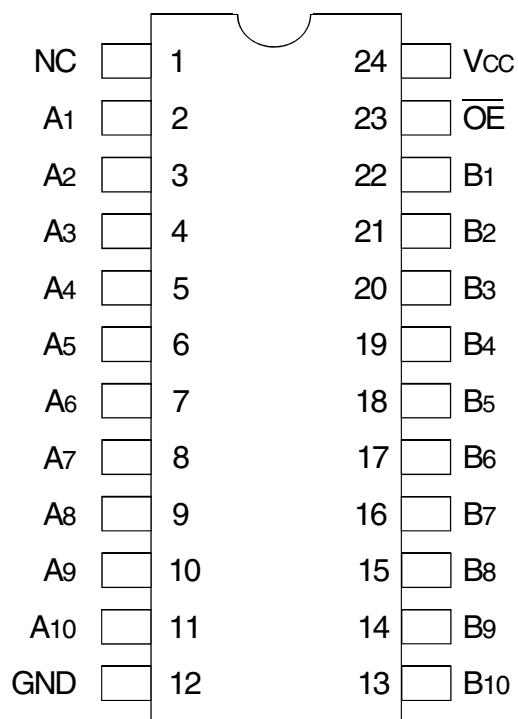 NC 1 24 VCC
A1 2 23 OE
A2 3 22 B1
A3 4 21 B2
A4 5 20 B3
A5 6 19 B4
A6 7 18 B5
A7 8 17 B6
A8 9 16 B7
A9 10 15 B8
A10 11 14 B9
GND 12 13 B10